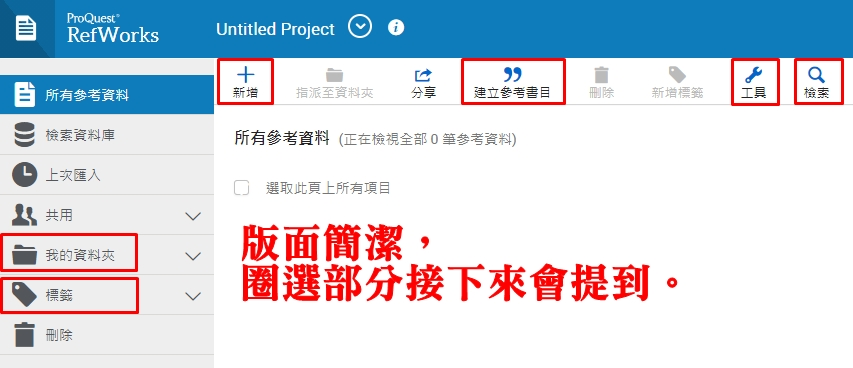 ProQuest®
RefWorks
Untitled Project
新增
指派至資料夾
分享
建立參考書目
刪除
新增標籤
工具
檢索
所有參考資料
檢索資料庫
上次匯入
共用
我的資料夾
標籤
刪除
所有參考資料 (正在檢視全部 0 筆參考資料)
選取此頁上所有項目
版面簡潔，
圈選部分接下來會提到。